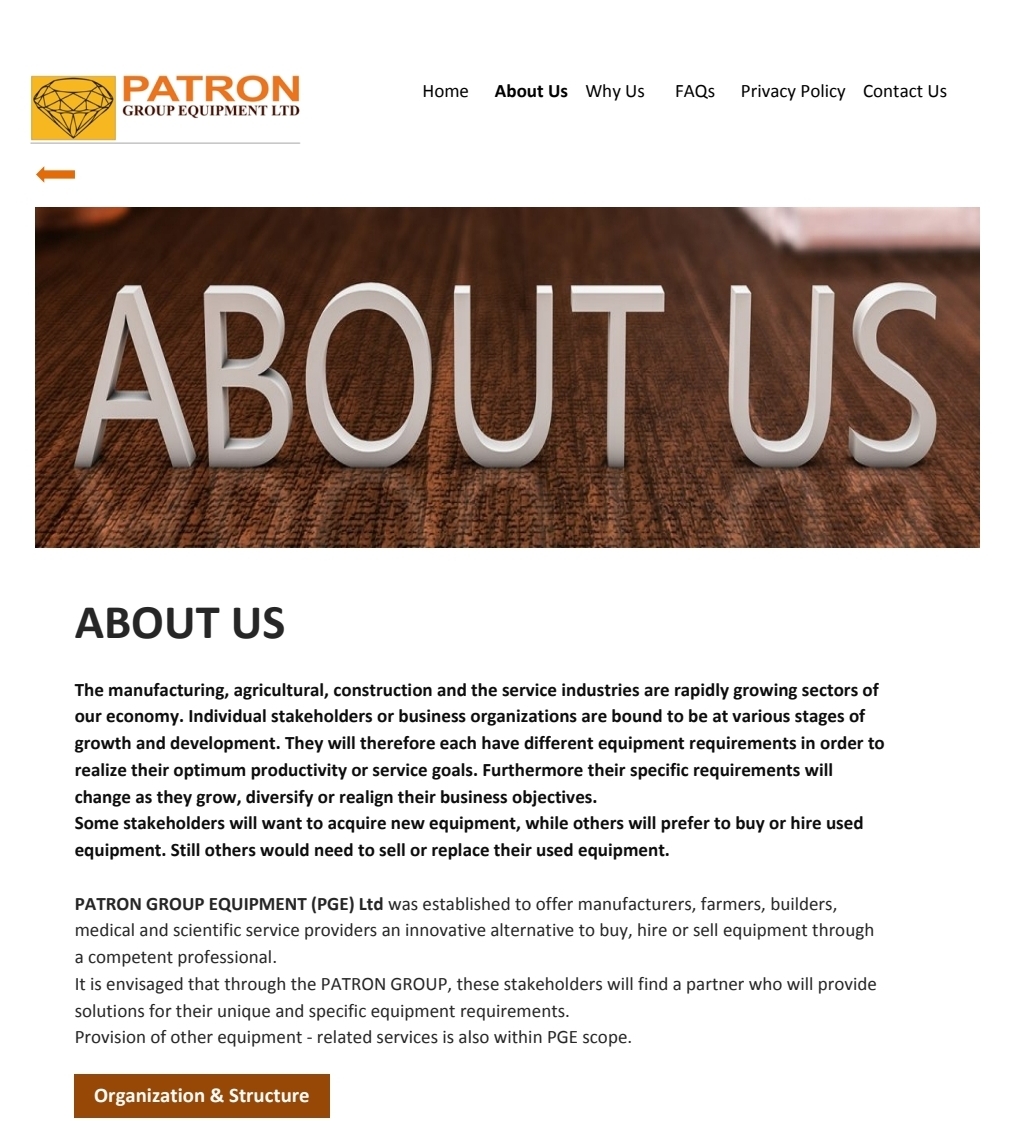 PATRON
GROUP EQUIPMENT LTD
Home About Us Why Us FAQs Privacy Policy Contact Us
ABOUT US
ABOUT US
The manufacturing, agricultural, construction and the service industries are rapidly growing sectors of
our economy. Individual stakeholders or business organizations are bound to be at various stages of
growth and development. They will therefore each have different equipment requirements in order to
realize their optimum productivity or service goals. Furthermore their specific requirements will
change as they grow, diversify or realign their business objectives.
Some stakeholders will want to acquire new equipment, while others will prefer to buy or hire used
equipment. Still others would need to sell or replace their used equipment.
PATRON GROUP EQUIPMENT (PGE) Ltd was established to offer manufacturers, farmers, builders,
medical and scientific service providers an innovative alternative to buy, hire or sell equipment through
a competent professional.
It is envisaged that through the PATRON GROUP, these stakeholders will find a partner who will provide
solutions for their unique and specific equipment requirements.
Provision of other equipment - related services is also within PGE scope.
Organization & Structure